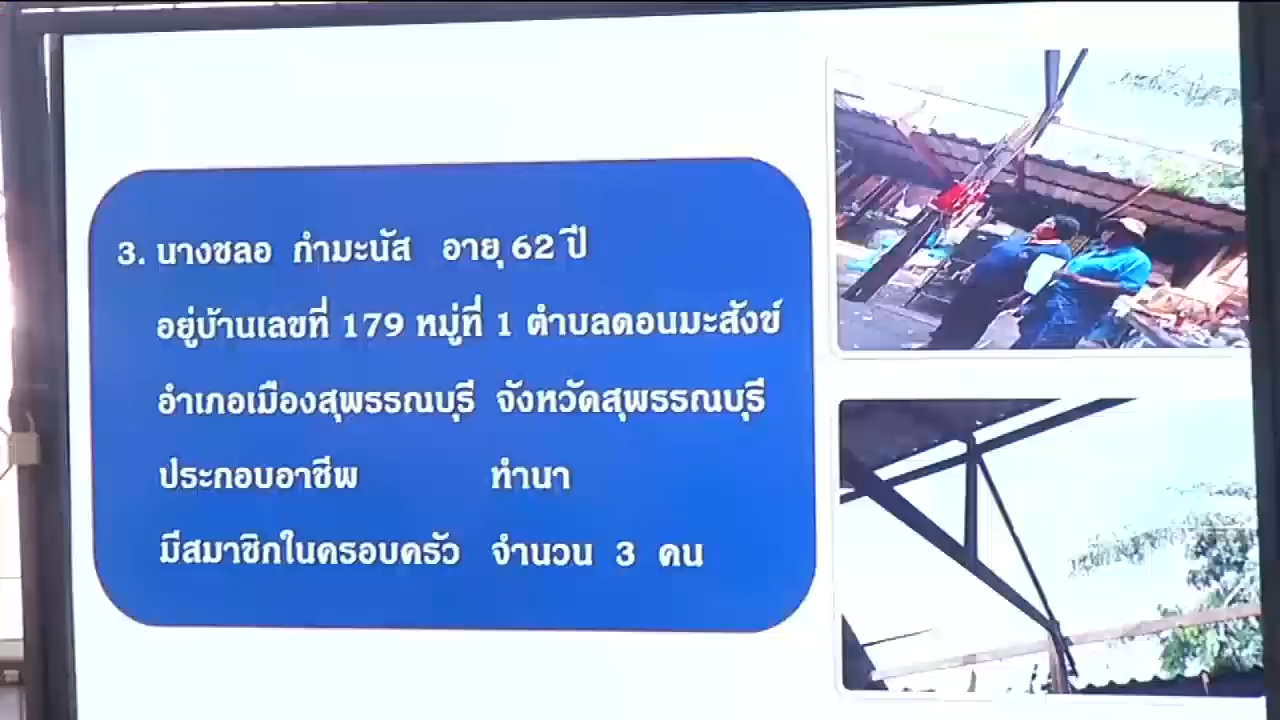 3. นางชลอ กำมะนัส อายุ 62 ปี
อยู่บ้านเลขที่ 179 หมู่ที่ 1 ตำบลดอนมะสังข์
อำเภอเมืองสุพรรณบุรี จังหวัดสุพรรณบุรี
ประกอบอาชีพ ทำนา
มีสมาชิกในครอบครัว จำนวน 3 คน